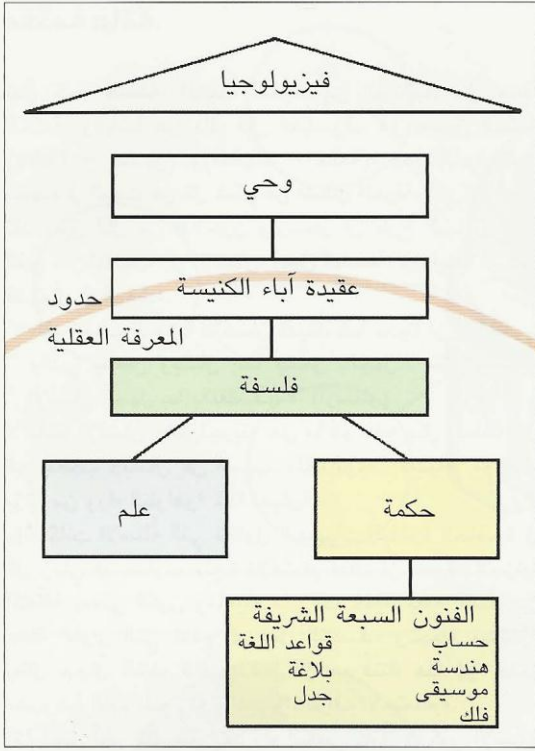 فيزيولوجيا
وحي
عقيدة آباء الكنيسة
حدود
المعرفة العقلية
فلسفة
حكمة
علم
الفنون السبعة الشريفة
حساب قواعد اللغة
هندسة بلاغة
موسيقى جدل
فلك